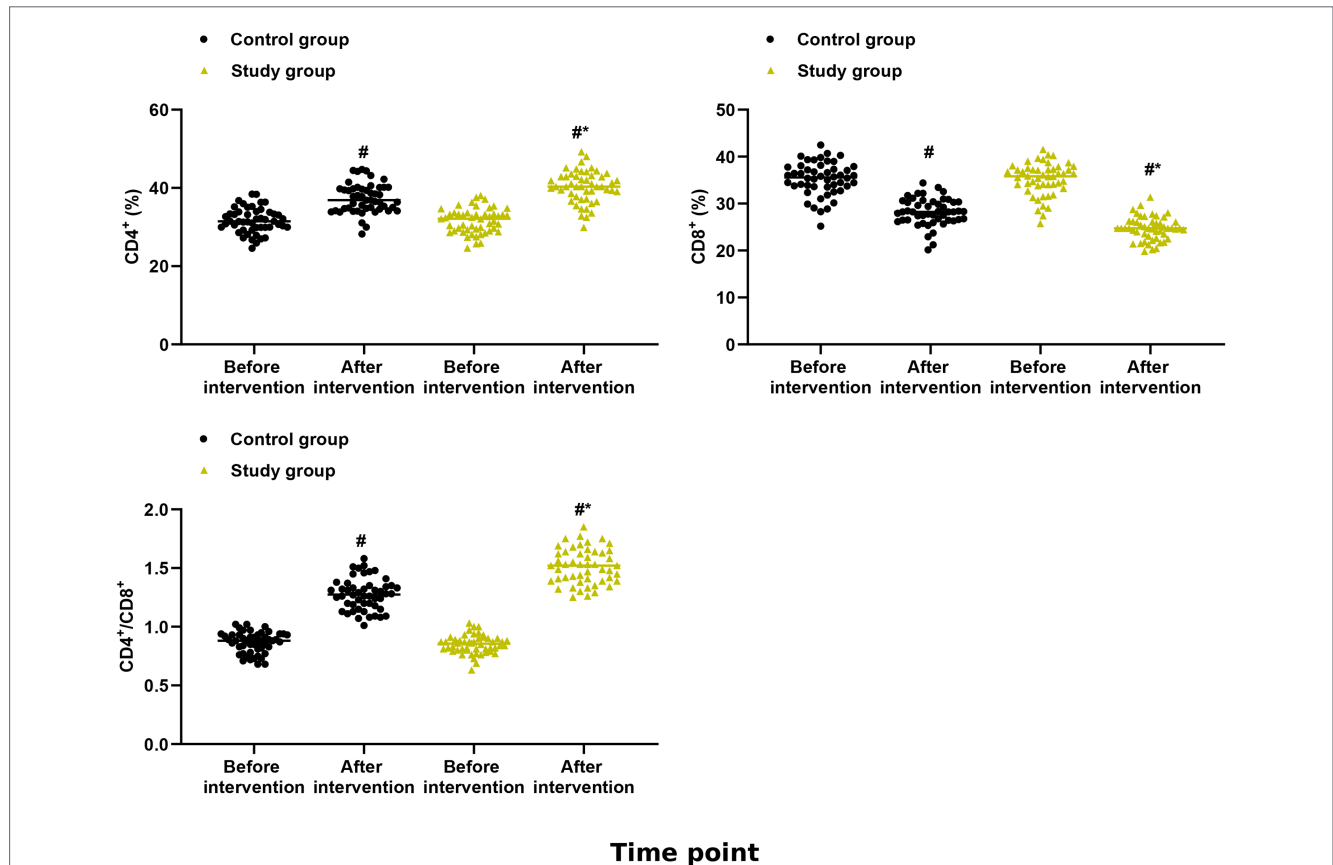 Control group
Study group
CD4⁺ (%)
60
40
20
0
#
#*
Before intervention
After intervention
Before intervention
After intervention
Control group
Study group
CD8⁺ (%)
50
40
30
20
10
0
#
#*
Before intervention
After intervention
Before intervention
After intervention
Control group
Study group
CD4⁺/CD8⁺
2.0
1.5
1.0
0.5
0.0
#
#*
Before intervention
After intervention
Before intervention
After intervention
Time point